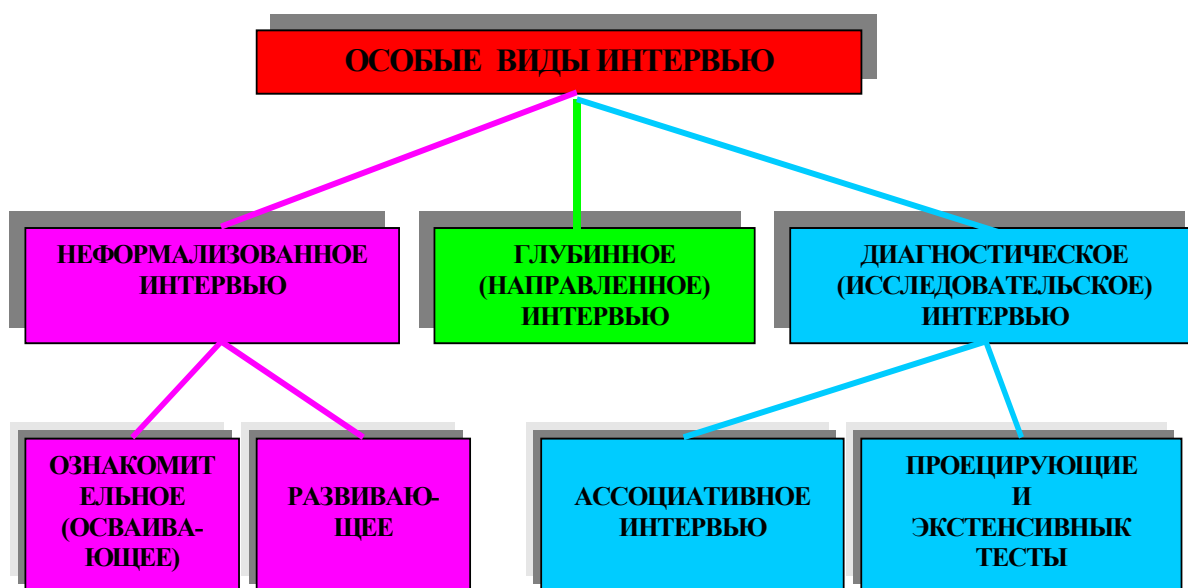 ОСОБЫЕ ВИДЫ ИНТЕРВЬЮ
НЕФОРМАЛИЗОВАННОЕ
ИНТЕРВЬЮ
ГЛУБИННОЕ
(НАПРАВЛЕННОЕ)
ИНТЕРВЬЮ
ДИАГНОСТИЧЕСКОЕ
(ИССЛЕДОВАТЕЛЬСКОЕ)
ИНТЕРВЬЮ
ОЗНАКОМИТ
ЕЛЬНОЕ
(ОСВАИВА-
ЮЩЕЕ)
РАЗВИВАЮ-
ЩЕЕ
АССОЦИАТИВНОЕ
ИНТЕРВЬЮ
ПРОЕЦИРУЮЩИЕ
И
ЭКСТЕНСИВНЫК
ТЕСТЫ